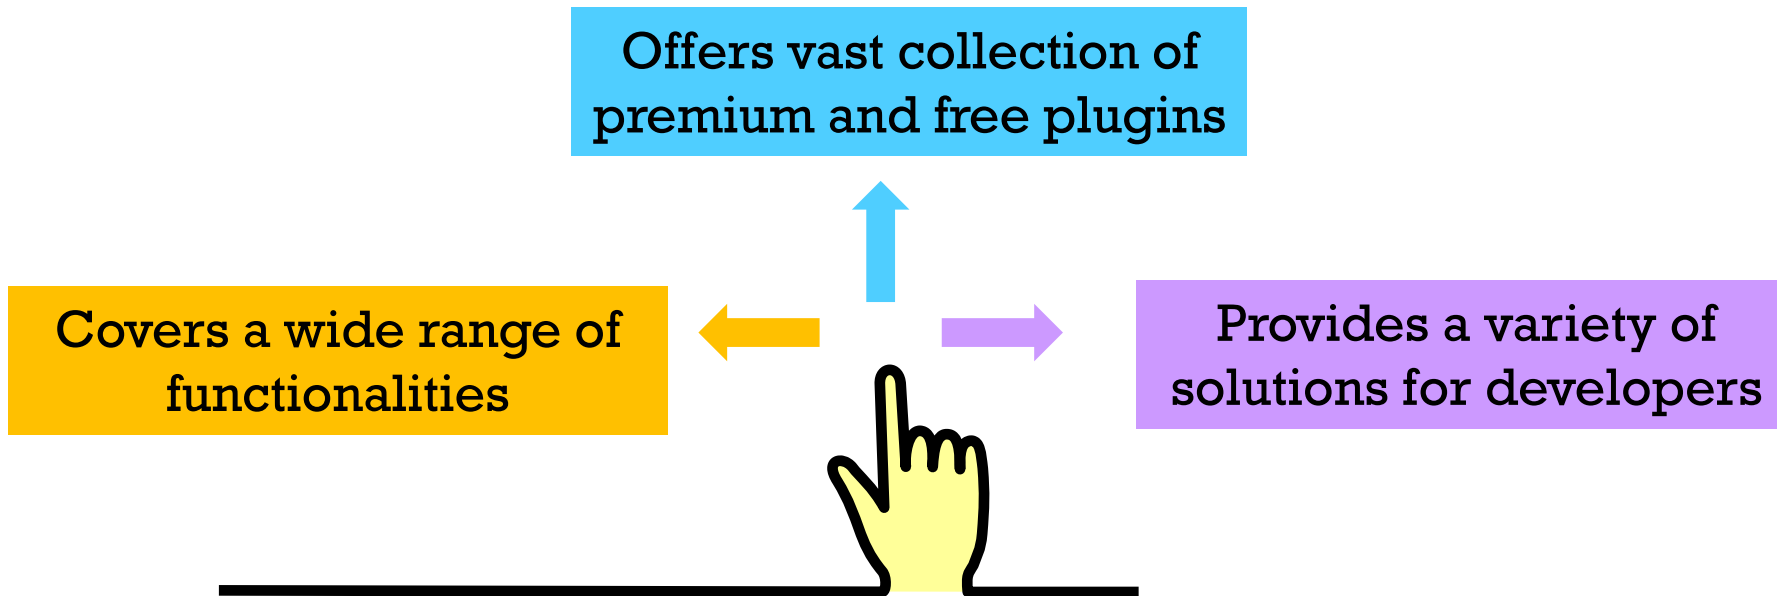 Offers vast collection of
premium and free plugins
Covers a wide range of
functionalities
Provides a variety of
solutions for developers